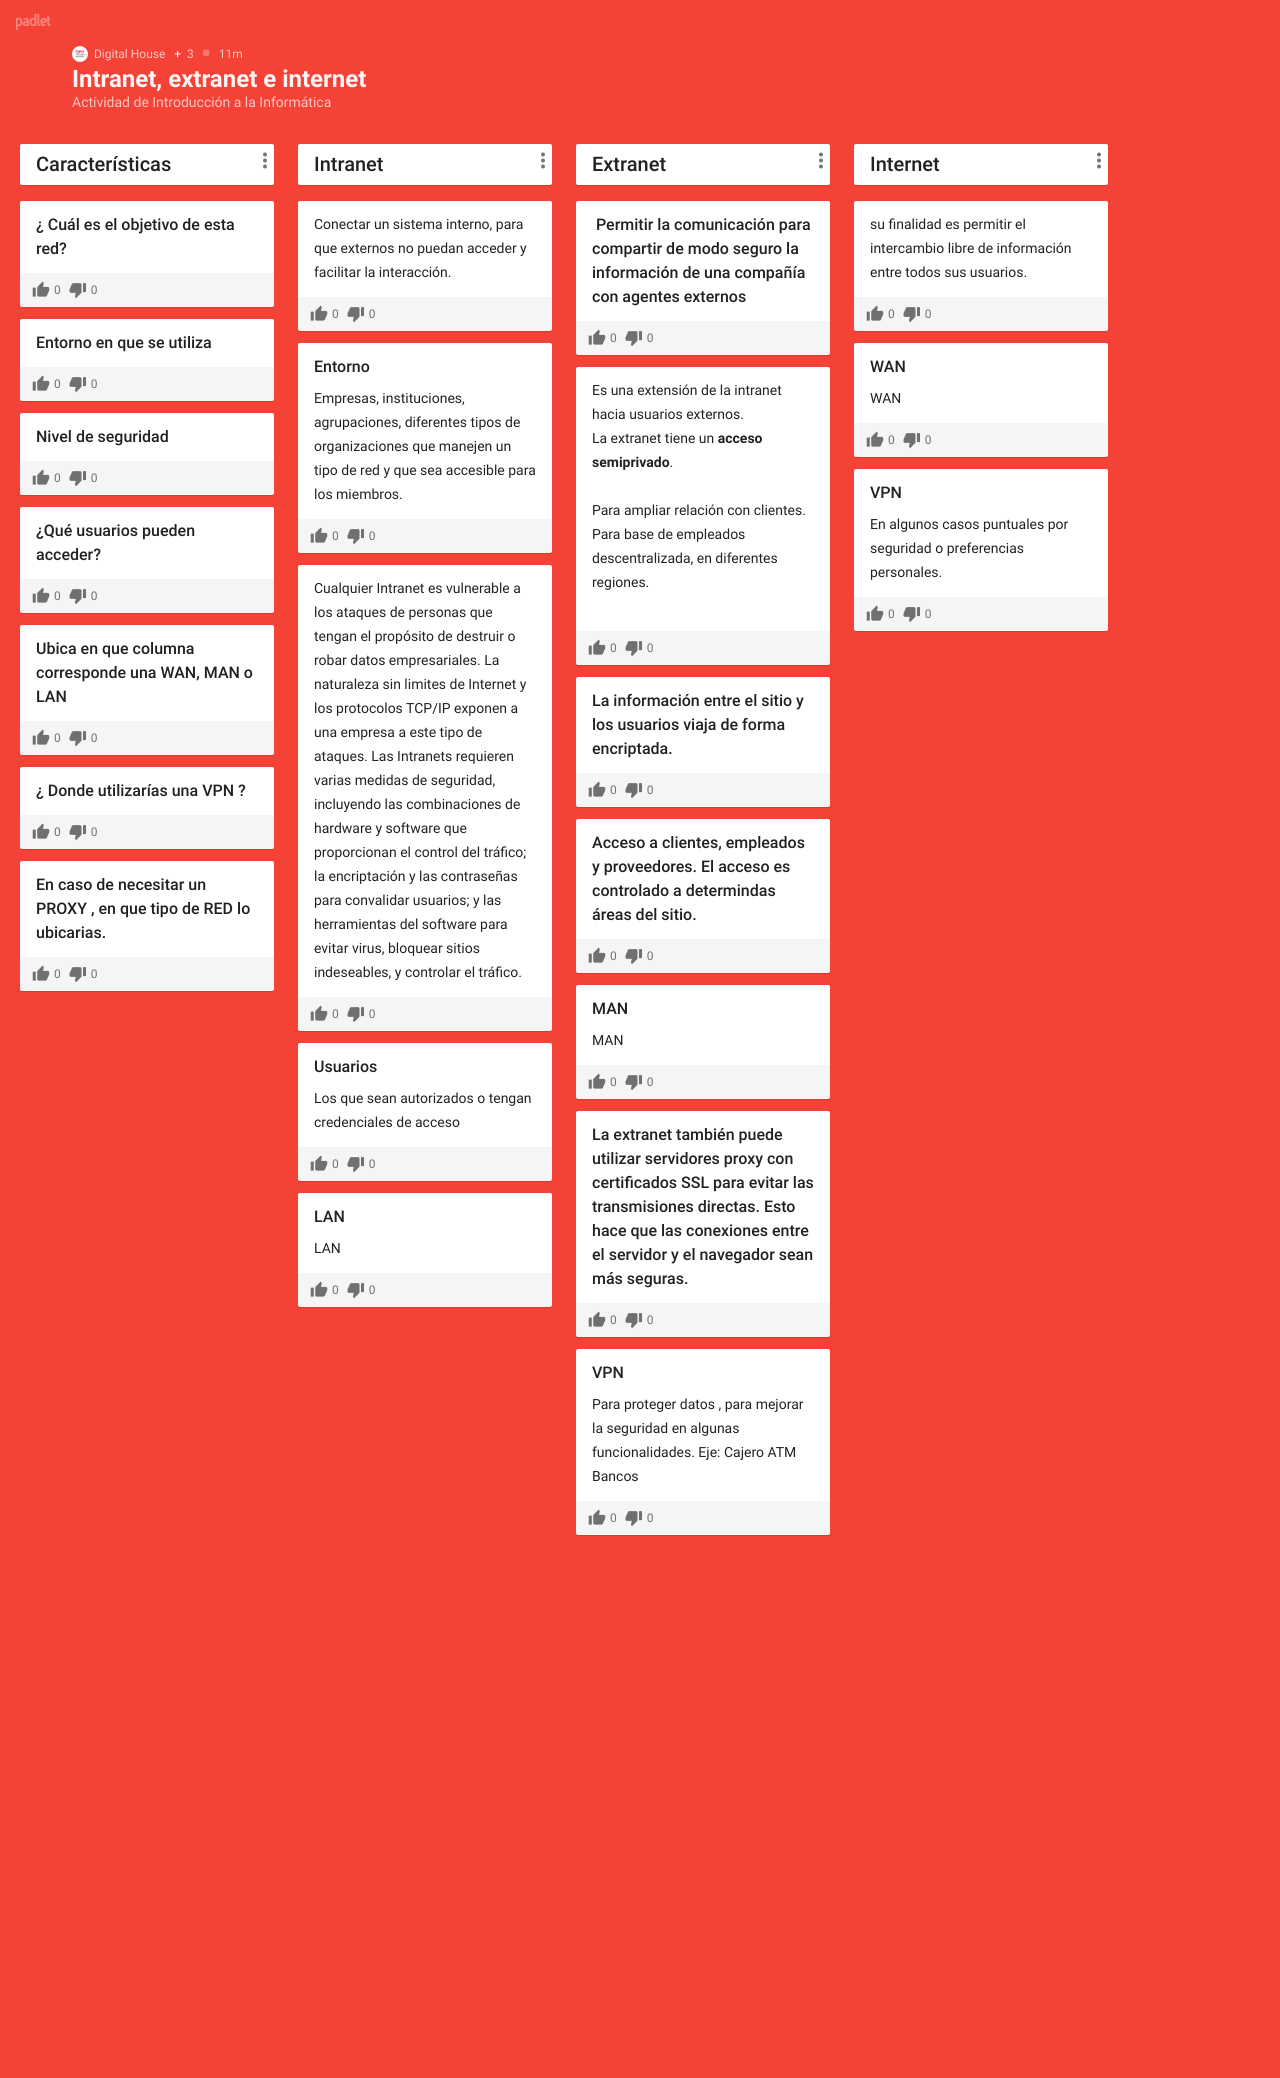 padlet
Digital House + 3 11m
Intranet, extranet e internet
Actividad de Introducción a la Informática
Características
¿ Cuál es el objetivo de esta
red?
0 0
Entorno en que se utiliza
0 0
Nivel de seguridad
0 0
¿Qué usuarios pueden
acceder?
0 0
Ubica en que columna
corresponde una WAN, MAN o
LAN
0 0
¿ Donde utilizarías una VPN ?
0 0
En caso de necesitar un
PROXY , en que tipo de RED lo
ubicarias.
0 0
Intranet
Conectar un sistema interno, para
que externos no puedan acceder y
facilitar la interacción.
0 0
Entorno
Empresas, instituciones,
agrupaciones, diferentes tipos de
organizaciones que manejen un
tipo de red y que sea accesible para
los miembros.
0 0
Cualquier Intranet es vulnerable a
los ataques de personas que
tengan el propósito de destruir o
robar datos empresariales. La
naturaleza sin limites de Internet y
los protocolos TCP/IP exponen a
una empresa a este tipo de
ataques. Las Intranets requieren
varias medidas de seguridad,
incluyendo las combinaciones de
hardware y software que
proporcionan el control del tráfico;
la encriptación y las contraseñas
para convalidar usuarios; y las
herramientas del software para
evitar virus, bloquear sitios
indeseables, y controlar el tráfico.
0 0
Usuarios
Los que sean autorizados o tengan
credenciales de acceso
0 0
LAN
LAN
0 0
Extranet
Permitir la comunicación para
compartir de modo seguro la
información de una compañía
con agentes externos
0 0
Es una extensión de la intranet
hacia usuarios externos.
La extranet tiene un acceso
semiprivado.
Para ampliar relación con clientes.
Para base de empleados
descentralizada, en diferentes
regiones.
0 0
La información entre el sitio y
los usuarios viaja de forma
encriptada.
0 0
Acceso a clientes, empleados
y proveedores. El acceso es
controlado a determindas
áreas del sitio.
0 0
MAN
MAN
0 0
La extranet también puede
utilizar servidores proxy con
certificados SSL para evitar las
transmisiones directas. Esto
hace que las conexiones entre
el servidor y el navegador sean
más seguras.
0 0
VPN
Para proteger datos , para mejorar
la seguridad en algunas
funcionalidades. Eje: Cajero ATM
Bancos
0 0
Internet
su finalidad es permitir el
intercambio libre de información
entre todos sus usuarios.
0 0
WAN
WAN
0 0
VPN
En algunos casos puntuales por
seguridad o preferencias
personales.
0 0